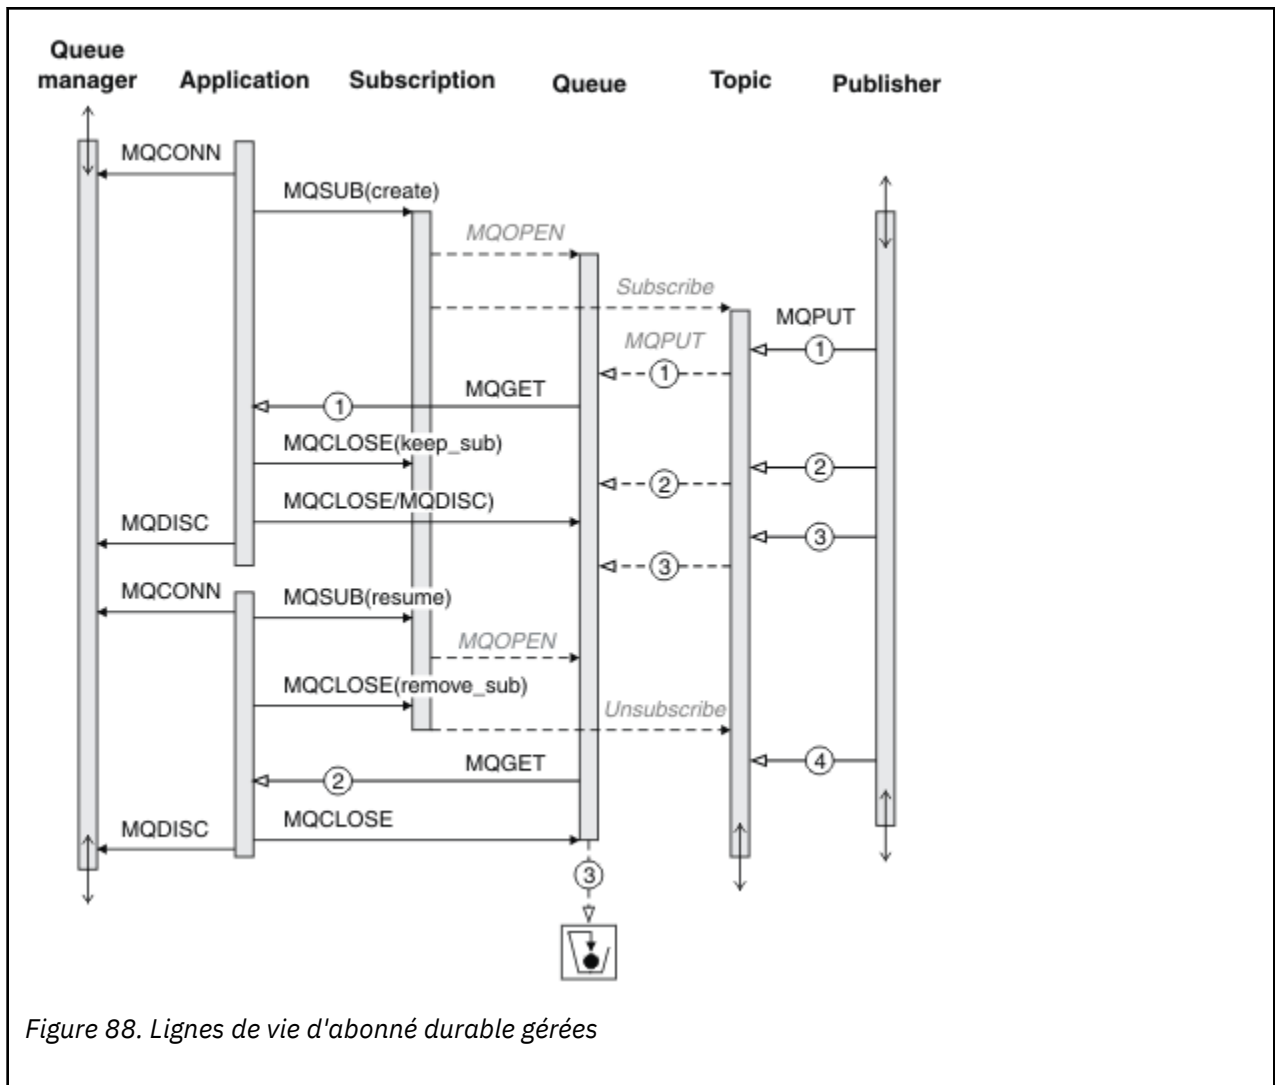 Queue
manager
Application
Subscription
Queue
Topic
Publisher
MQCONN
MQSUB(create)
MQOPEN
Subscribe
MQPUT
1
MQPUT
1
MQGET
1
MQCLOSE(keep_sub)
2
2
MQCLOSE/MQDISC)
MQDISC
3
3
MQCONN
MQSUB(resume)
MQOPEN
MQCLOSE(remove_sub)
Unsubscribe
MQGET
4
2
MQCLOSE
MQDISC
3
Figure 88. Lignes de vie d'abonné durable gérées